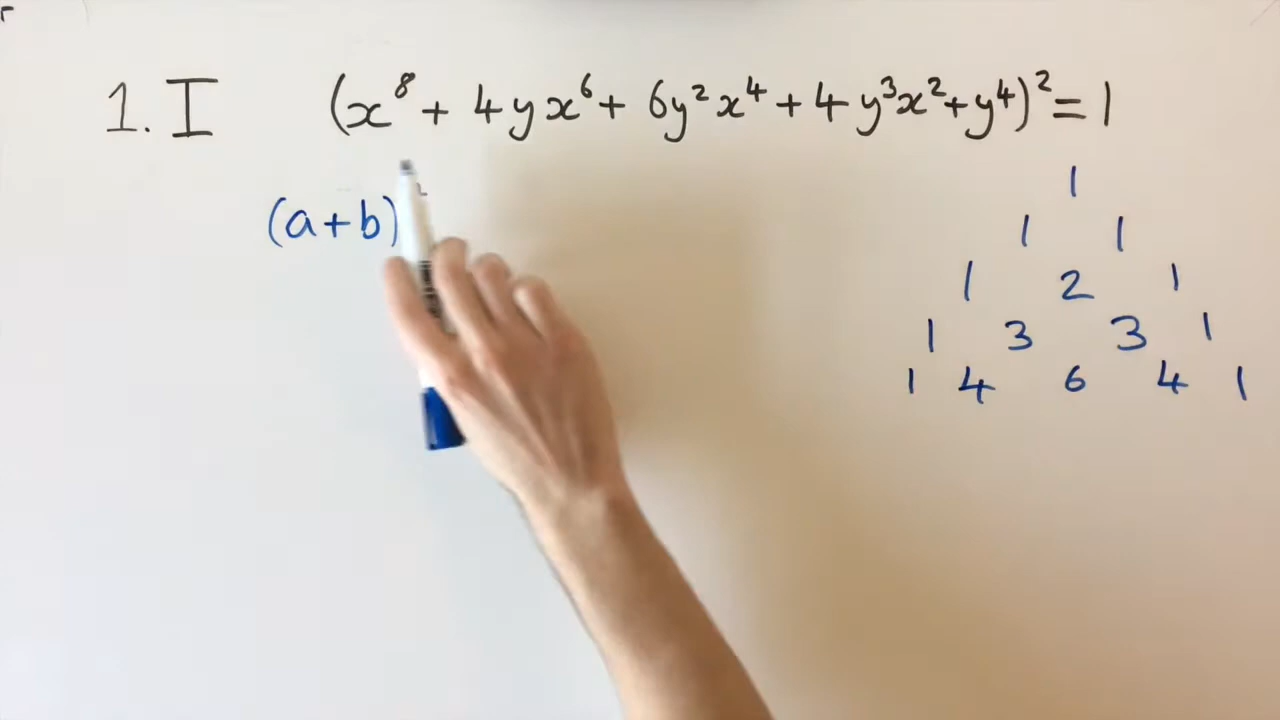 1. I (x⁸ + 4yx⁶ + 6y²x⁴ + 4y³x² + y⁴)² = 1
(a+b)
1
1 1
1 2 1
1 3 3 1
1 4 6 4 1